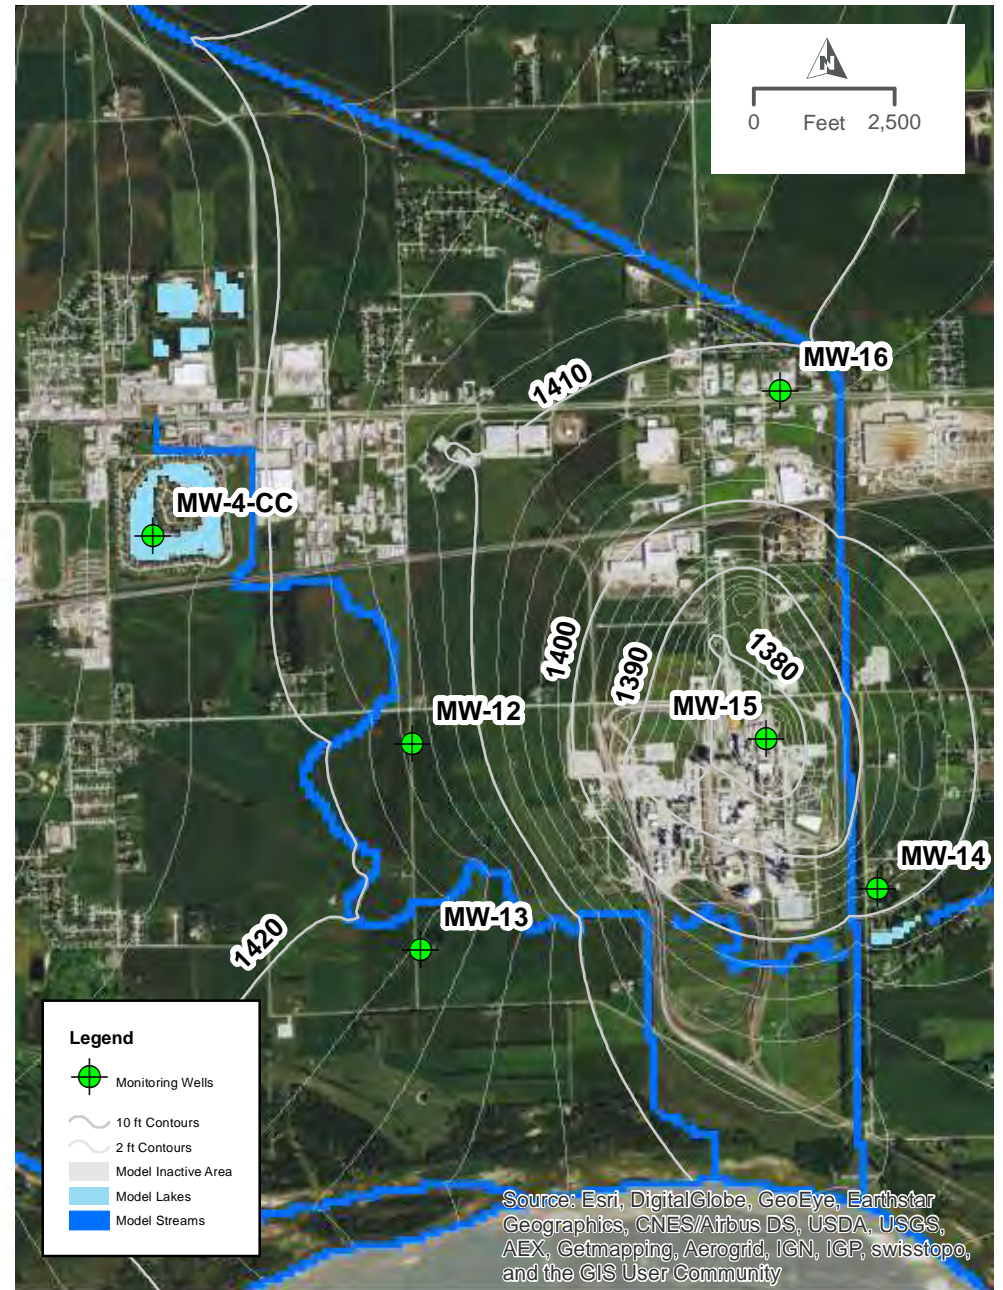 N
0 Feet 2,500
MW-16
1410
MW-4-CC
1400
1390
1380
MW-12
MW-15
MW-14
MW-13
1420
Legend
Monitoring Wells
10 ft Contours
2 ft Contours
Model Inactive Area
Model Lakes
Model Streams
Source: Esri, DigitalGlobe, GeoEye, Earthstar
Geographics, CNES/Airbus DS, USDA, USGS,
AEX, Getmapping, Aerogrid, IGN, IGP, swisstopo,
and the GIS User Community